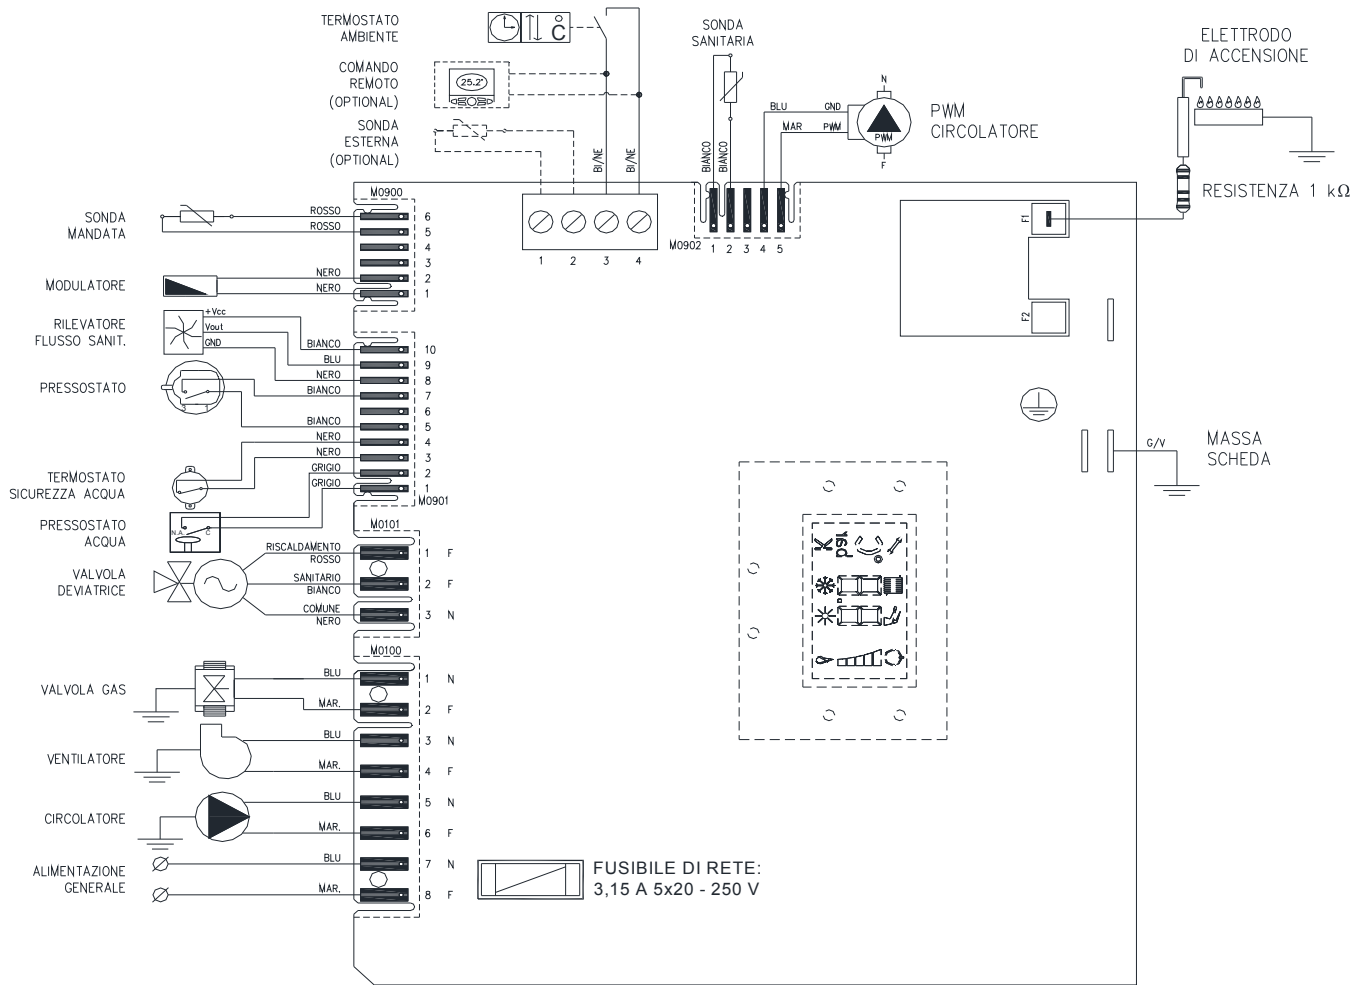 TERMOSTATO
AMBIENTE
°C
COMANDO
REMOTO
(OPTIONAL)
25.2°
SONDA
ESTERNA
(OPTIONAL)
BI/NE
BI/NE
1 2 3 4
SONDA
SANITARIA
BIANCO
BIANCO
BLU GND
MAR PWM
N
PWM
F
PWM
CIRCOLATORE
M0902
1 2 3 4 5
ELETTRODO
DI ACCENSIONE
RESISTENZA 1 kΩ
F1
F2
G/V
MASSA
SCHEDA
M0900
SONDA
MANDATA
ROSSO 6
ROSSO 5
4
3
MODULATORE
NERO 2
NERO 1
RILEVATORE
FLUSSO SANIT.
+Vcc
Vout
GND
BIANCO 10
BLU 9
NERO 8
PRESSOSTATO
3 1
BIANCO 7
6
BIANCO 5
NERO 4
NERO 3
TERMOSTATO
SICUREZZA ACQUA
GRIGIO 2
GRIGIO 1
M0901
PRESSOSTATO
ACQUA
N.A. C
M0101
VALVOLA
DEVIATRICE
RISCALDAMENTO
ROSSO
1 F
SANITARIO
BIANCO
2 F
COMUNE
NERO
3 N
M0100
VALVOLA GAS
BLU 1 N
MAR. 2 F
VENTILATORE
BLU 3 N
MAR. 4 F
CIRCOLATORE
BLU 5 N
MAR. 6 F
ALIMENTAZIONE
GENERALE
BLU 7 N
MAR. 8 F
FUSIBILE DI RETE:
3,15 A 5x20 - 250 V